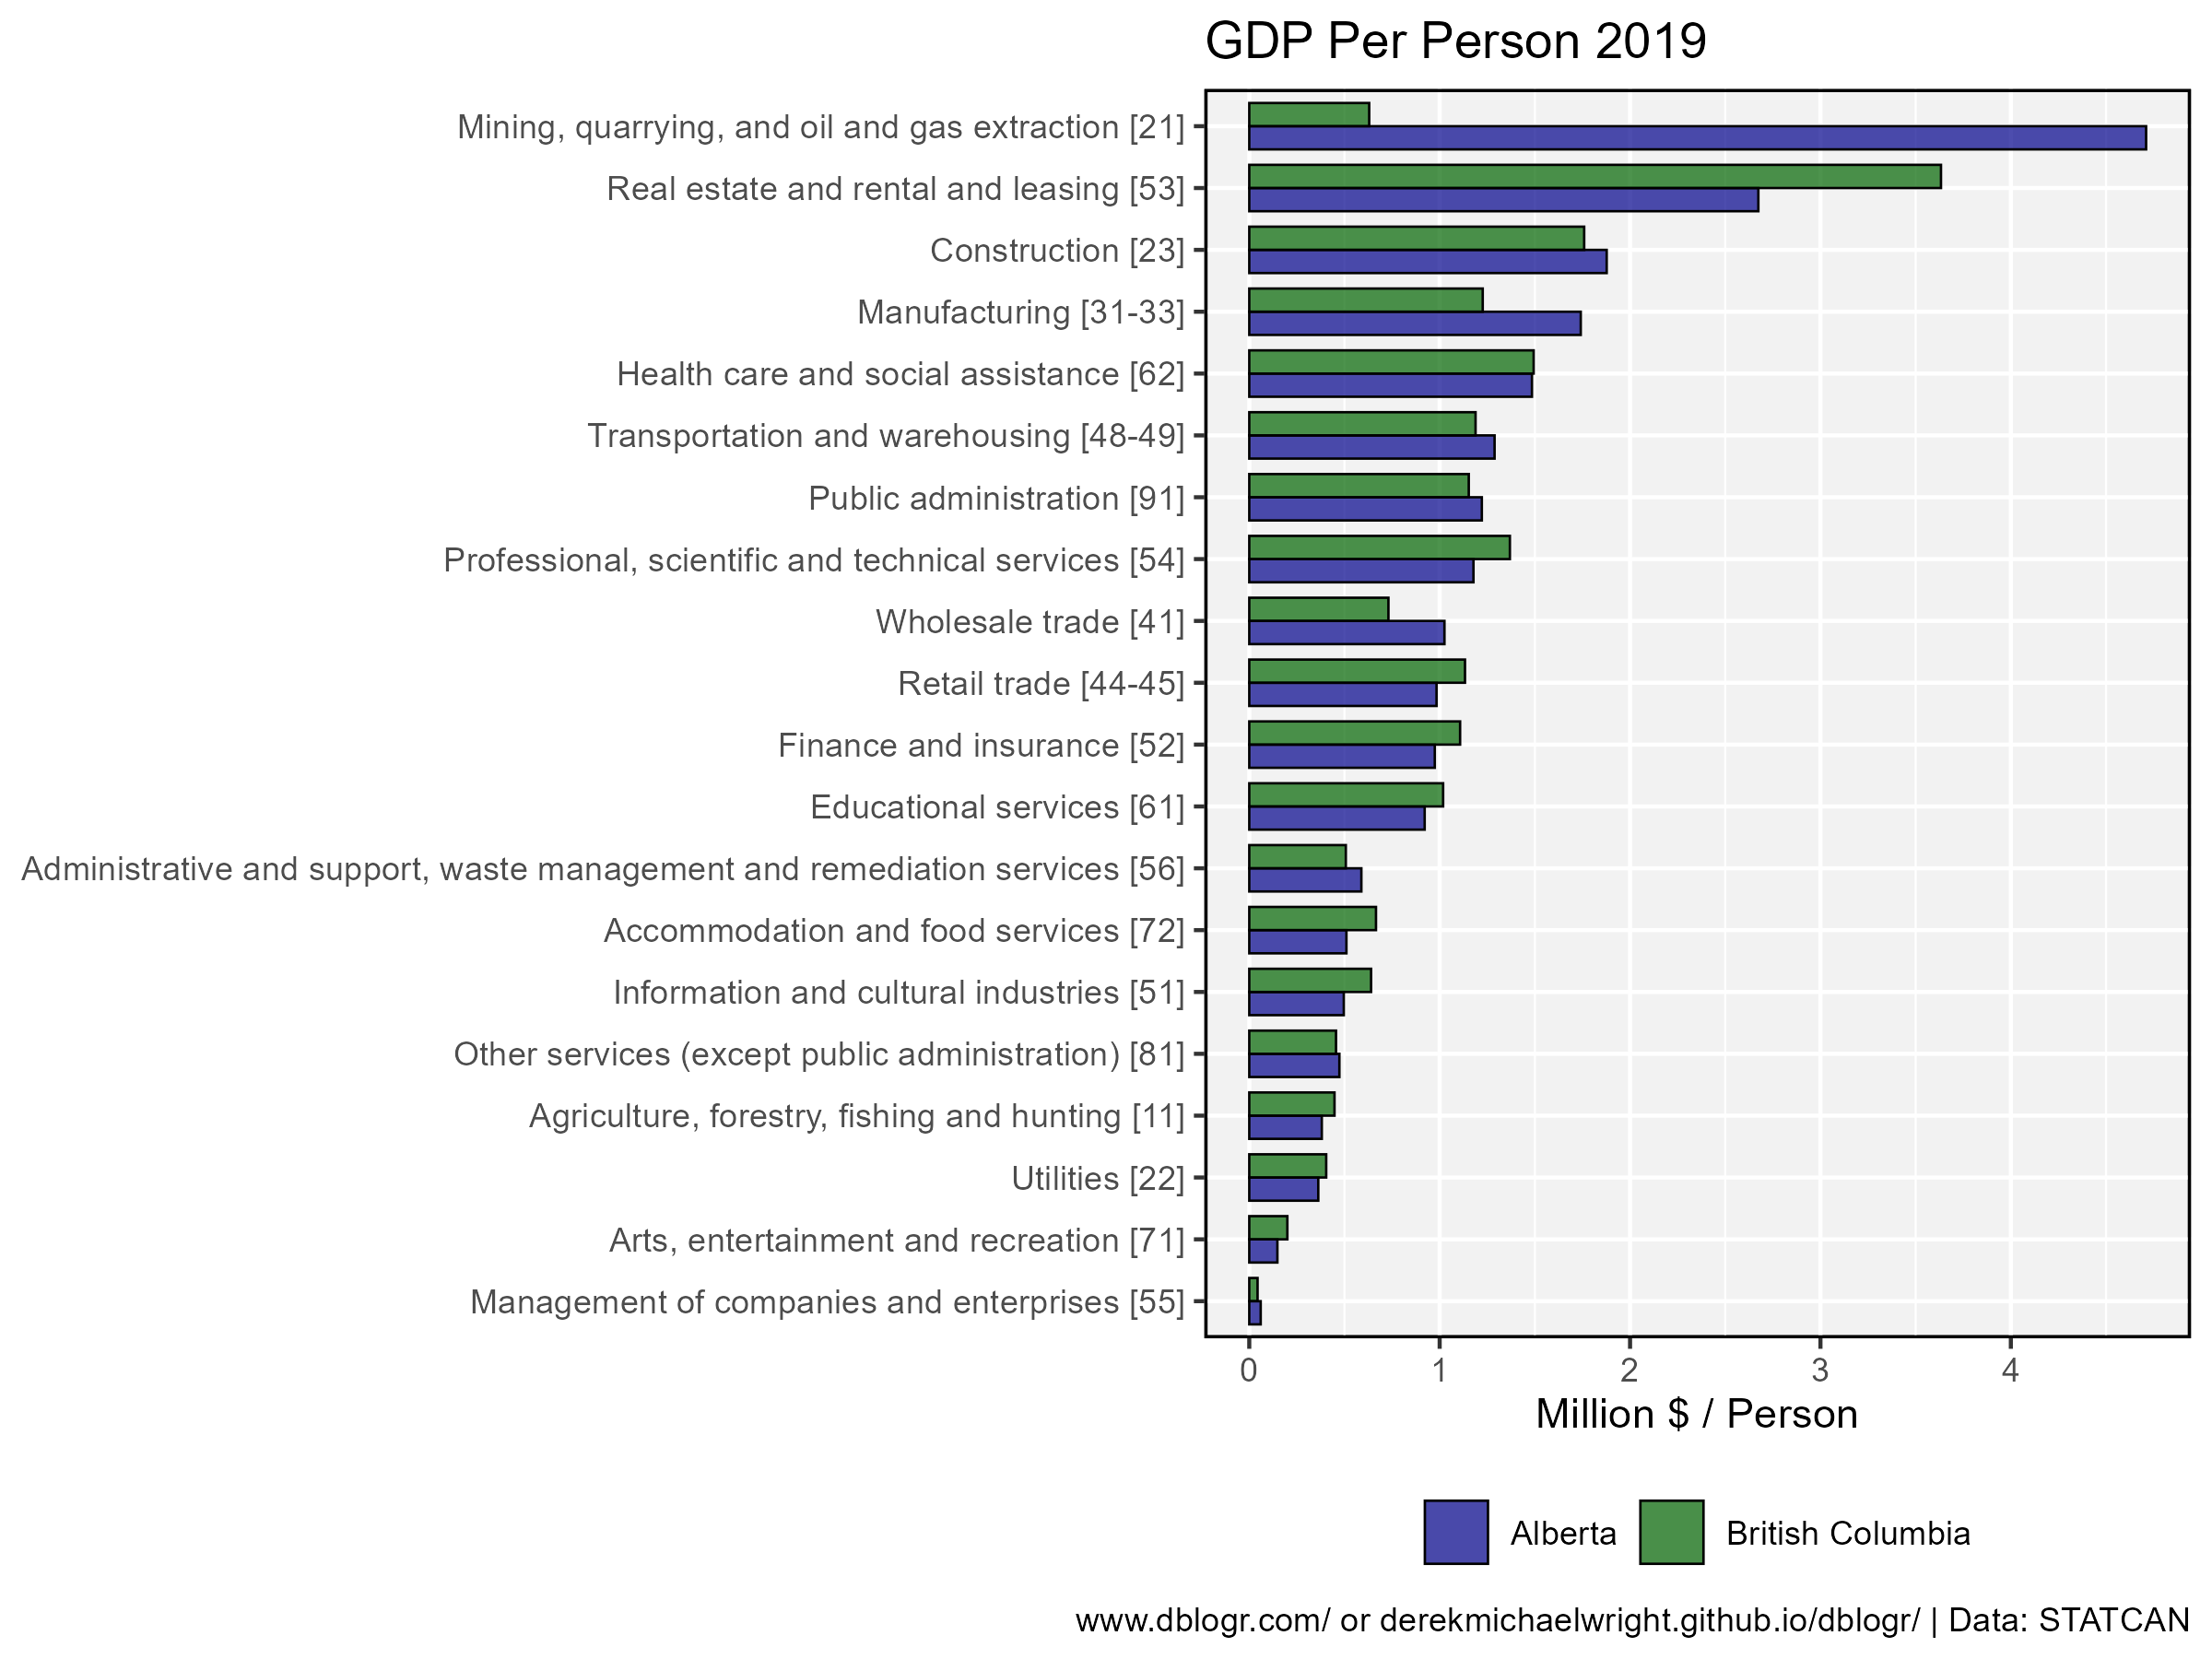 GDP Per Person 2019
Mining, quarrying, and oil and gas extraction [21]
Real estate and rental and leasing [53]
Construction [23]
Manufacturing [31-33]
Health care and social assistance [62]
Transportation and warehousing [48-49]
Public administration [91]
Professional, scientific and technical services [54]
Wholesale trade [41]
Retail trade [44-45]
Finance and insurance [52]
Educational services [61]
Administrative and support, waste management and remediation services [56]
Accommodation and food services [72]
Information and cultural industries [51]
Other services (except public administration) [81]
Agriculture, forestry, fishing and hunting [11]
Utilities [22]
Arts, entertainment and recreation [71]
Management of companies and enterprises [55]
0 1 2 3 4
Million $ / Person
Alberta British Columbia
www.dblogr.com/ or derekmichaelwright.github.io/dblogr/ | Data: STATCAN